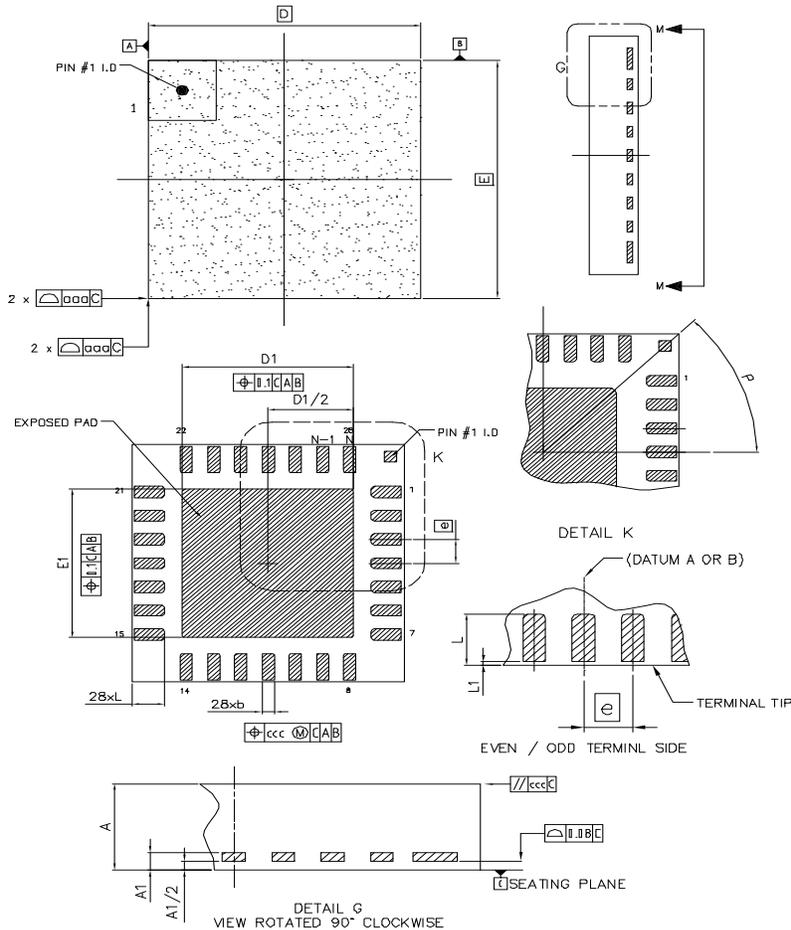 D
A
B
PIN #1 I.D
1
E
M
G
M
2 x aaa C
2 x aaa C
D1
0.1 C A B
D1/2
EXPOSED PAD
22
28
N-1 N
PIN #1 I.D
K
21
1
e
E1
0.1 C A B
15
7
28xL
14
28xb
8
ccc M C A B
P
1
DETAIL K
(DATUM A OR B)
L
L1
TERMINAL TIP
e
EVEN / ODD TERMINL SIDE
// ccc C
A
0.08 C
A1
A1/2
C SEATING PLANE
DETAIL G
VIEW ROTATED 90° CLOCKWISE